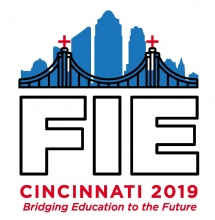 FIE
CINCINNATI 2019
Bridging Education to the Future